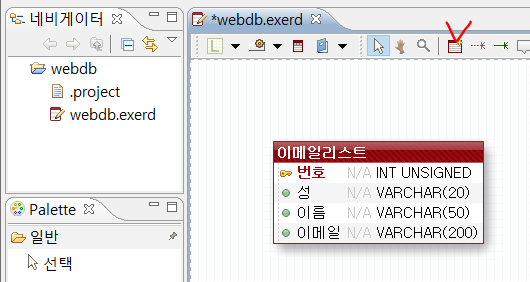 네비게이터
webdb
.project
webdb.exerd
Palette
일반
선택
*webdb.exerd
L
이메일리스트
번호 N/A INT UNSIGNED
성 N/A VARCHAR(20)
이름 N/A VARCHAR(50)
이메일 N/A VARCHAR(200)